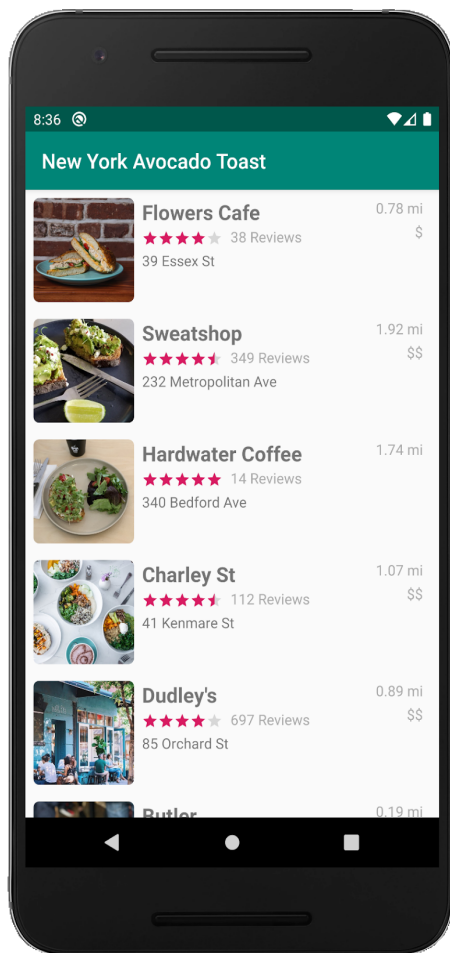 8:36
New York Avocado Toast
Flowers Cafe
0.78 mi
38 Reviews
$
39 Essex St
Sweatshop
1.92 mi
349 Reviews
$$
232 Metropolitan Ave
Hardwater Coffee
1.74 mi
14 Reviews
340 Bedford Ave
Charley St
1.07 mi
112 Reviews
$$
41 Kenmare St
Dudley's
0.89 mi
697 Reviews
$$
85 Orchard St
Butler
0.19 mi